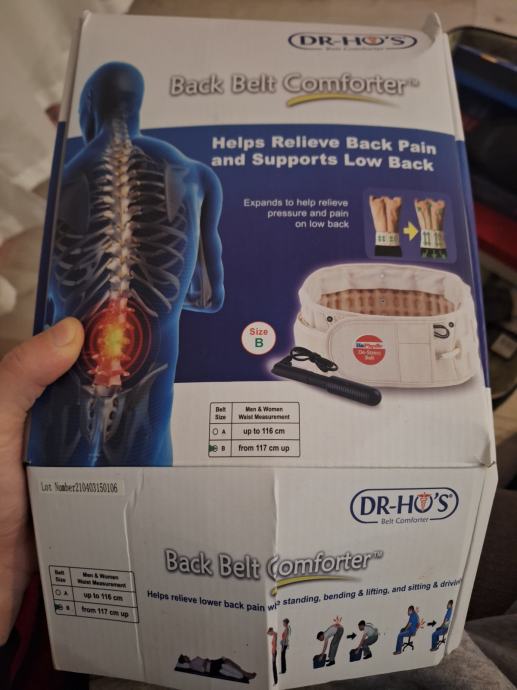 DR-HO'S
Belt Comforter
Back Belt Comforter™
Helps Relieve Back Pain
and Supports Low Back
Expands to help relieve
pressure and pain
on low back
Size
B
De-Stress
Belt
Belt
Size
Men & Women
Waist Measurement
A
up to 116 cm
B
from 117 cm up
Lot Number210403150106
DR-HO'S®
Belt Comforter
Back Belt Comforter™
Belt
Size
Men & Women
Waist Measurement
A
up to 116 cm
B
from 117 cm up
Helps relieve lower back pain standing, bending & lifting, and sitting & driving